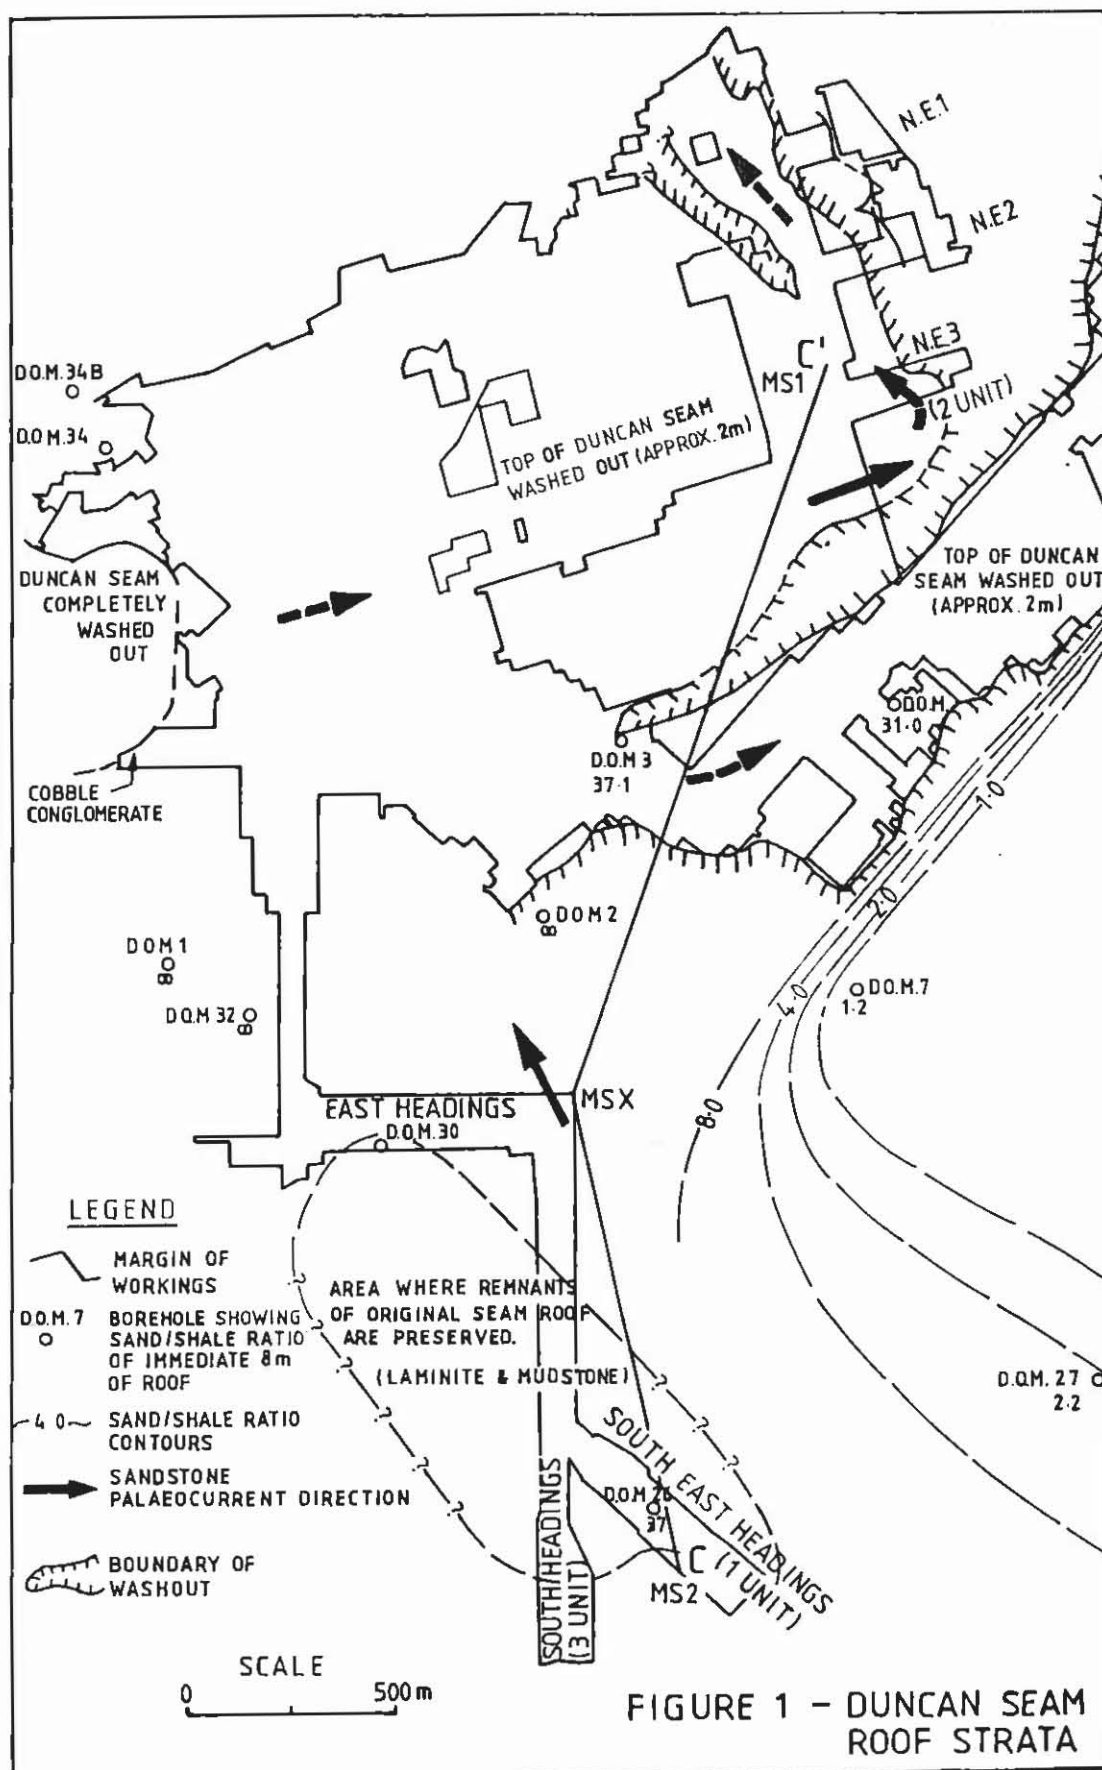 N.E.1
N.E.2
D.O.M. 34B
D.O.M. 34
C'
MS1
N.E.3
(2 UNIT)
TOP OF DUNCAN SEAM
WASHED OUT (APPROX. 2m)
DUNCAN SEAM
COMPLETELY
WASHED
OUT
TOP OF DUNCAN
SEAM WASHED OUT
(APPROX. 2m)
D.O.M.
31·0
D.O.M 3
37·1
COBBLE
CONGLOMERATE
1·0
2·0
4·0
8·0
D O M 2
8
D O M 1
8
D.O.M 32
8
D.O.M. 7
1·2
EAST HEADINGS
MSX
D.O.M. 30
AREA WHERE REMNANTS
OF ORIGINAL SEAM ROOF
ARE PRESERVED.
(LAMINITE & MUDSTONE)
? ? ? ? ? ? ? ? ? ?
D.O.M. 27
2·2
SOUTH EAST HEADINGS
(1 UNIT)
D.O.M 26
37
C
MS2
SOUTH/HEADINGS
(3 UNIT)
LEGEND
MARGIN OF
WORKINGS
D.O.M. 7 BOREHOLE SHOWING
SAND/SHALE RATIO
OF IMMEDIATE 8m
OF ROOF
4 0 SAND/SHALE RATIO
CONTOURS
SANDSTONE
PALAEOCURRENT DIRECTION
BOUNDARY OF
WASHOUT
SCALE
0 500m
FIGURE 1 – DUNCAN SEAM
ROOF STRATA